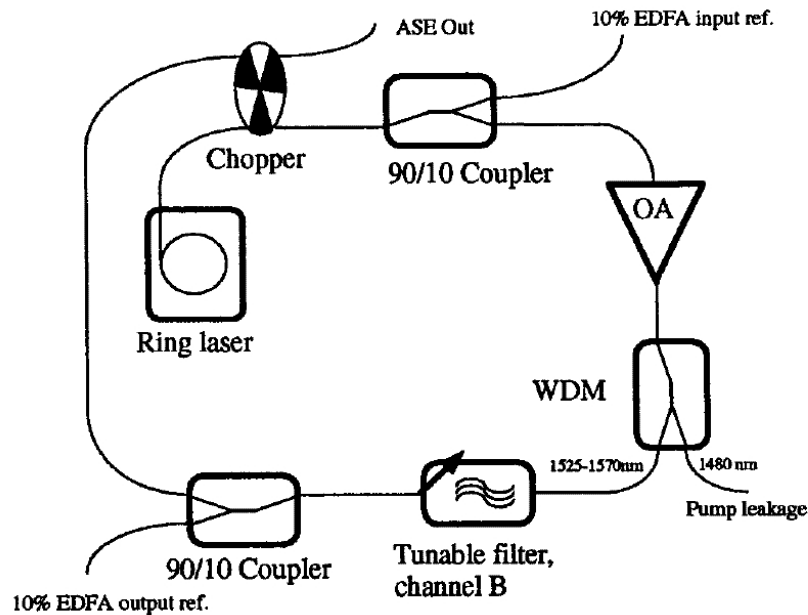 ASE Out
10% EDFA input ref.
Chopper
90/10 Coupler
OA
Ring laser
WDM
1525-1570nm
1480 nm
Pump leakage
Tunable filter,
channel B
90/10 Coupler
10% EDFA output ref.